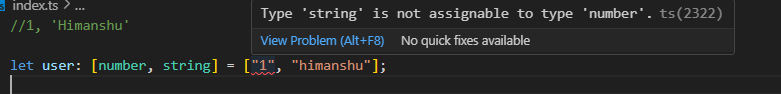 index.ts > ...
//1, 'Himanshu'
Type 'string' is not assignable to type 'number'. ts(2322)
View Problem (Alt+F8) No quick fixes available
let user: [number, string] = ["1", "himanshu"];